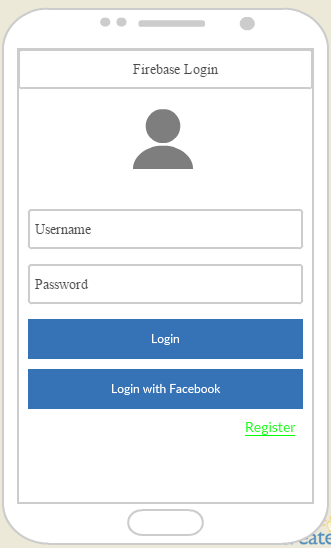 Firebase Login
Username
Password
Login
Login with Facebook
Register